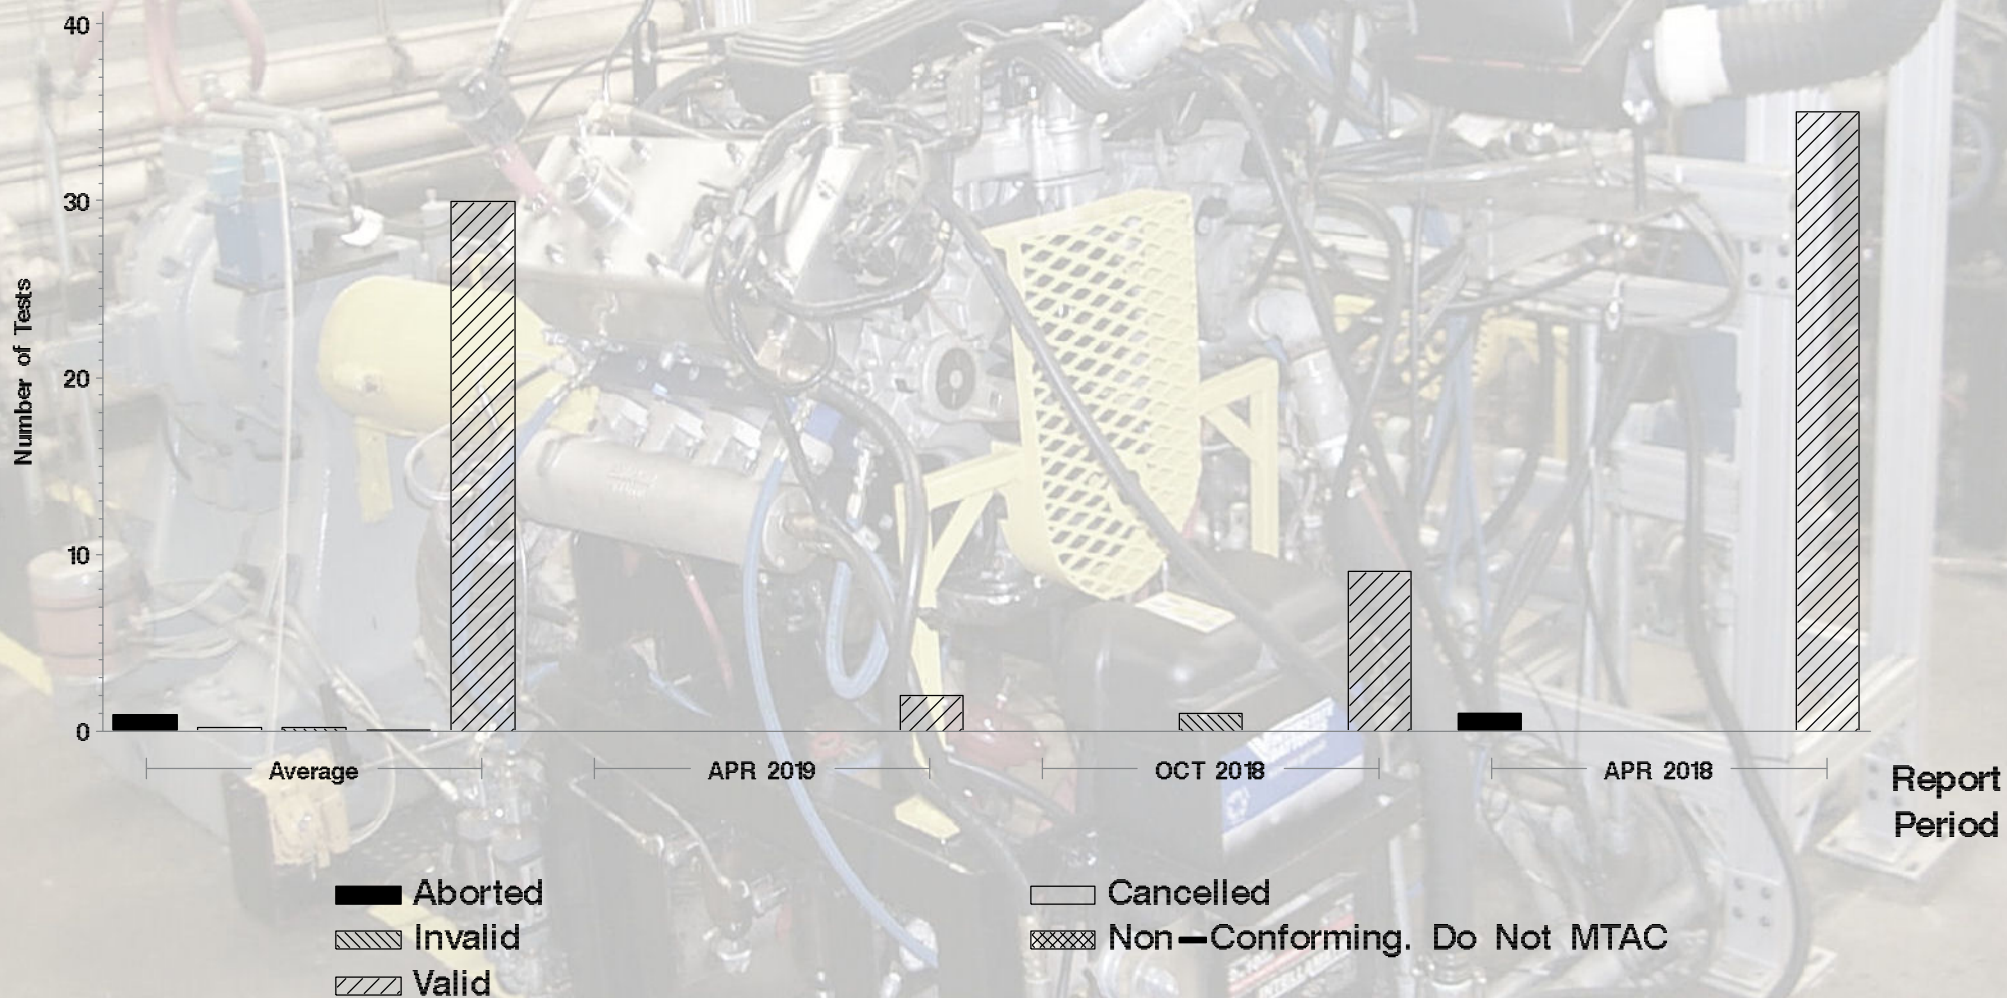 40
30
20
10
0
Number of Tests
Average
APR 2019
OCT 2018
APR 2018
Report
Period
Aborted
Cancelled
Invalid
Non-Conforming. Do Not MTAC
Valid